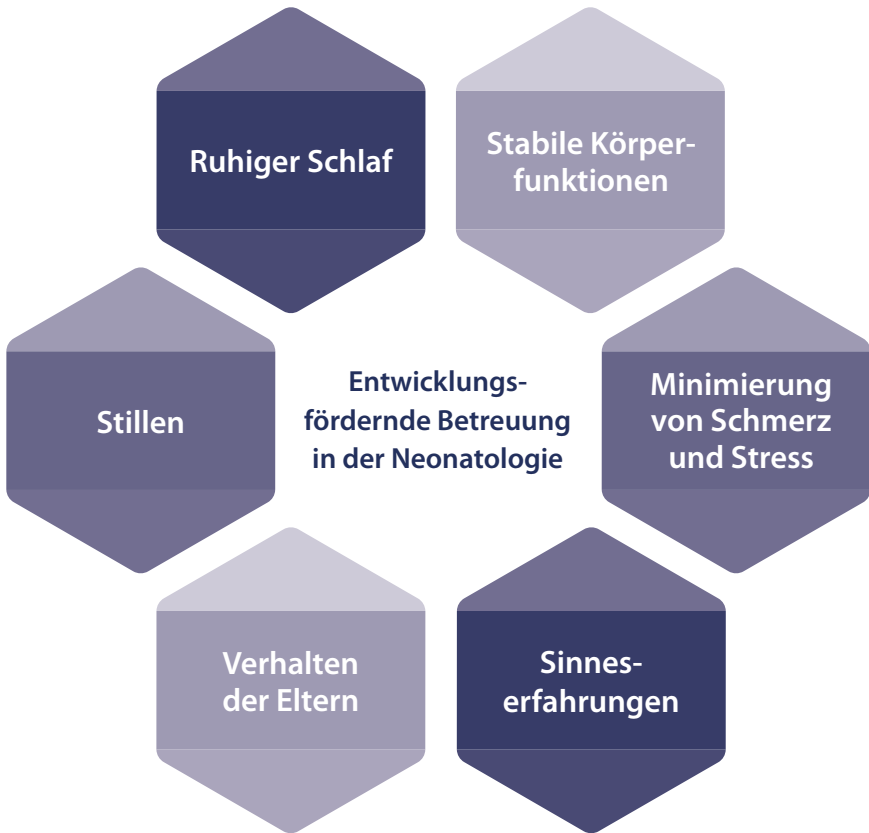 Ruhiger Schlaf
Stabile Körper-
funktionen
Stillen
Entwicklungs-
fördernde Betreuung
in der Neonatologie
Minimierung
von Schmerz
und Stress
Verhalten
der Eltern
Sinnes-
erfahrungen